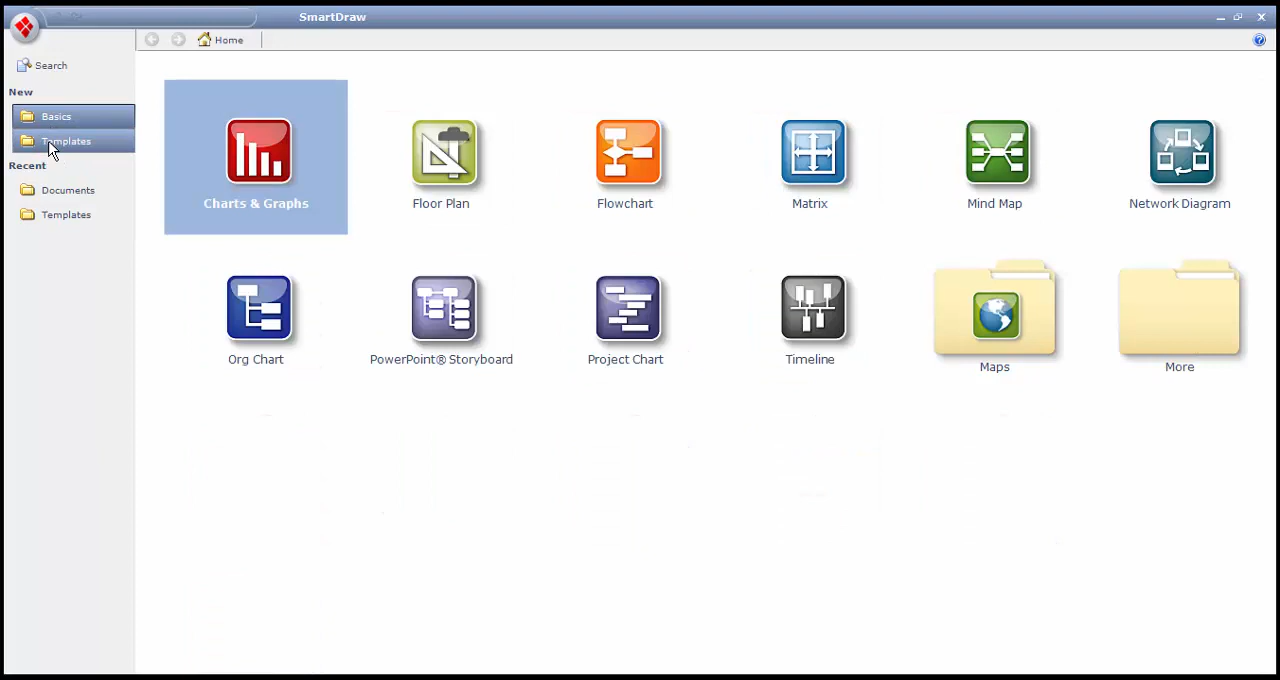 SmartDraw
Home
Search
New
Basics
Templates
Recent
Documents
Templates
Charts & Graphs
Floor Plan
Flowchart
Matrix
Mind Map
Network Diagram
Org Chart
PowerPoint® Storyboard
Project Chart
Timeline
Maps
More